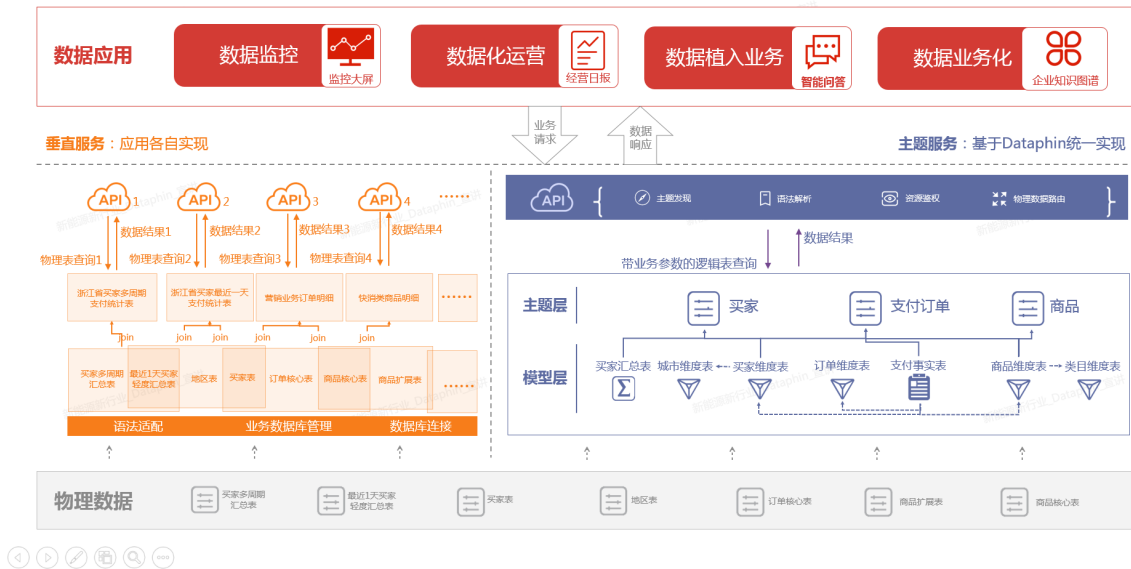 数据应用
数据监控
监控大屏
数据化运营
经营日报
数据植入业务
智能问答
数据业务化
企业知识图谱
业务
请求
数据
响应
垂直服务：应用各自实现
主题服务：基于Dataphin统一实现
API 1
API 2
API 3
API 4
······
数据结果1
数据结果2
数据结果3
数据结果4
物理表查询1
物理表查询2
物理表查询3
物理表查询4
浙江省买家多周期
支付统计表
浙江省买家最近一天
支付统计表
营销业务订单明细
快消类商品明细
······
join
join
join
join
join
join
买家多周期
汇总表
最近1天买家
轻度汇总表
地区表
买家表
订单核心表
商品核心表
商品扩展表
······
语法适配
业务数据库管理
数据库连接
API
主题发现
语法解析
资源鉴权
物理数据路由
数据结果
带业务参数的逻辑表查询
主题层
买家
支付订单
商品
模型层
买家汇总表
城市维度表
买家维度表
订单维度表
支付事实表
商品维度表
类目维度表
物理数据
买家多周期
汇总表
最近1天买家
轻度汇总表
买家表
地区表
订单核心表
商品扩展表
商品核心表